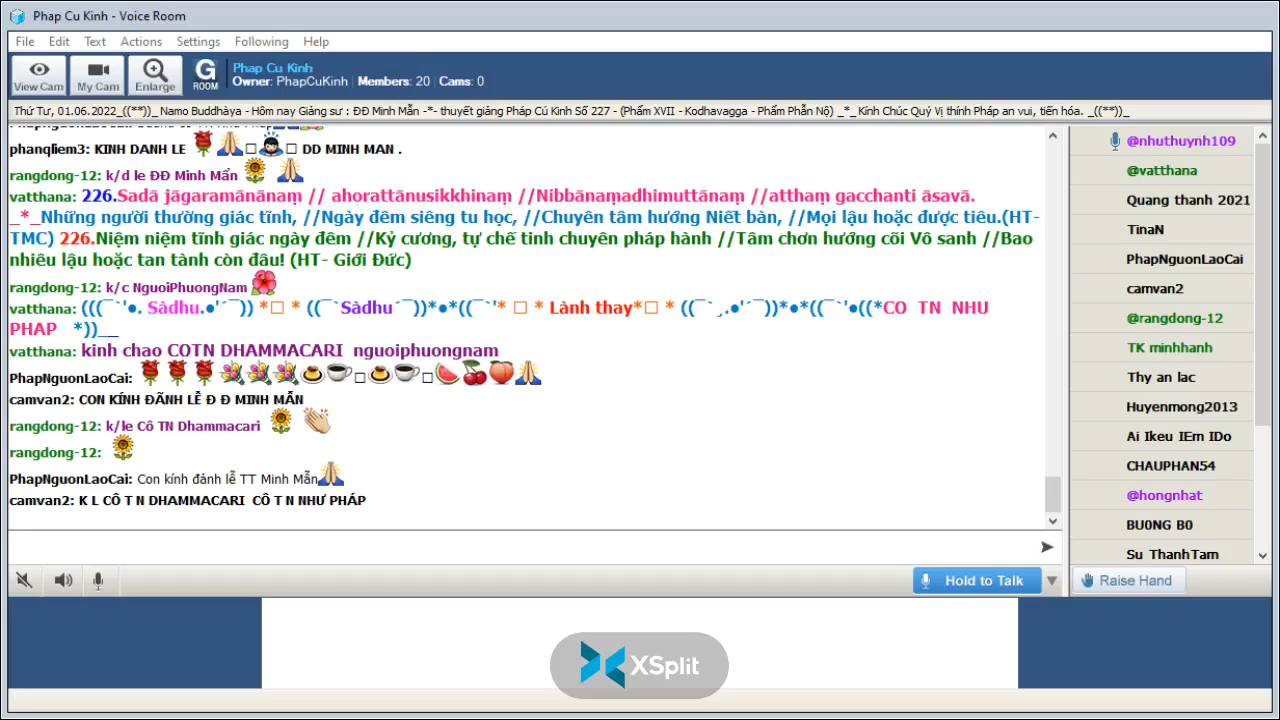 Phap Cu Kinh - Voice Room
File Edit Text Actions Settings Following Help
View Cam My Cam Enlarge G ROOM
Phap Cu Kinh
Owner: PhapCuKinh | Members: 20 | Cams: 0
Thứ Tư, 01.06.2022_((**))_ Namo Buddhàya - Hôm nay Giảng sư : ĐĐ Minh Mẫn -*- thuyết giảng Pháp Cú Kinh Số 227 - (Phẩm XVII - Kodhavagga - Phẩm Phẫn Nộ) _*_ Kính Chúc Quý Vị thính Pháp an vui, tiến hóa. _((**))_
phanqliem3: KINH DANH LE 🌹🙏□🙇□ DD MINH MAN .
rangdong-12: k/d le ĐĐ Minh Mẩn 🌻 🙏
vatthana: 226.Sadā jāgaramānānaṃ // ahorattānusikkhinaṃ //Nibbānaṃadhimuttānaṃ //atthaṃ gacchanti āsavā.
_*_Những người thường giác tĩnh, //Ngày đêm siêng tu học, //Chuyên tâm hướng Niết bàn, //Mọi lậu hoặc được tiêu.(HT-
TMC) 226.Niệm niệm tĩnh giác ngày đêm //Kỷ cương, tự chế tinh chuyên pháp hành //Tâm chơn hướng cõi Vô sanh //Bao
nhiêu lậu hoặc tan tành còn đâu! (HT- Giới Đức)
rangdong-12: k/c NguoiPhuongNam 🌺
vatthana: (((¯`'•. Sàdhu.•'´¯)) *□ * ((¯`Sàdhu´¯))*•*((¯`'* □ * Lành thay*□ * ((¯`¸.•'´¯))*•*((¯`'•((*CO TN NHU
PHAP *))__
vatthana: kinh chao COTN DHAMMACARI nguoiphuongnam
PhapNguonLaoCai: 🌹🌹🌹💐💐💐🍮☕□🍮☕□🍉🍒🍑🙏
camvan2: CON KÍNH ĐÃNH LỄ Đ Đ MINH MẪN
rangdong-12: k/le Cô TN Dhammacari 🌻 👏
rangdong-12: 🌻
PhapNguonLaoCai: Con kính đảnh lễ TT Minh Mẫn🙏
camvan2: K L CÔ T N DHAMMACARI CÔ T N NHƯ PHÁP
Hold to Talk
@nhuthuynh109
@vatthana
Quang thanh 2021
TinaN
PhapNguonLaoCai
camvan2
@rangdong-12
TK minhhanh
Thy an lac
Huyenmong2013
Ai Ikeu IEm IDo
CHAUPHAN54
@hongnhat
BU0NG B0
Su ThanhTam
Raise Hand
XSplit